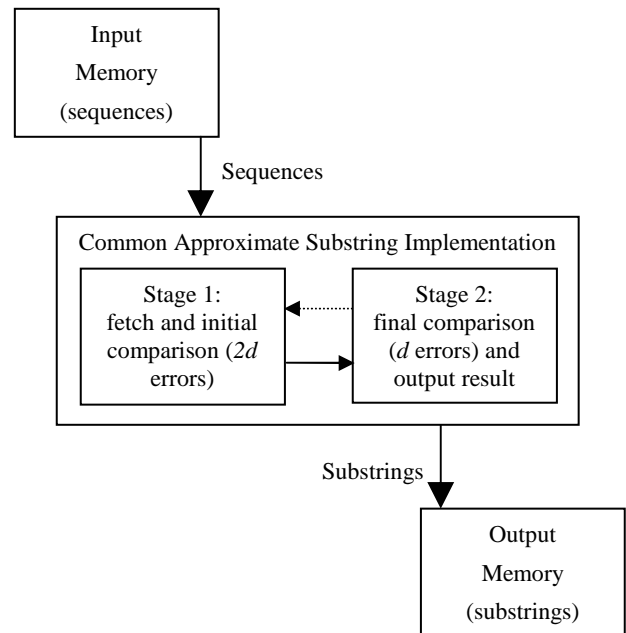 Input
Memory
(sequences)
Sequences
Common Approximate Substring Implementation
Stage 1:
fetch and initial
comparison (2d
errors)
Stage 2:
final comparison
(d errors) and
output result
Substrings
Output
Memory
(substrings)